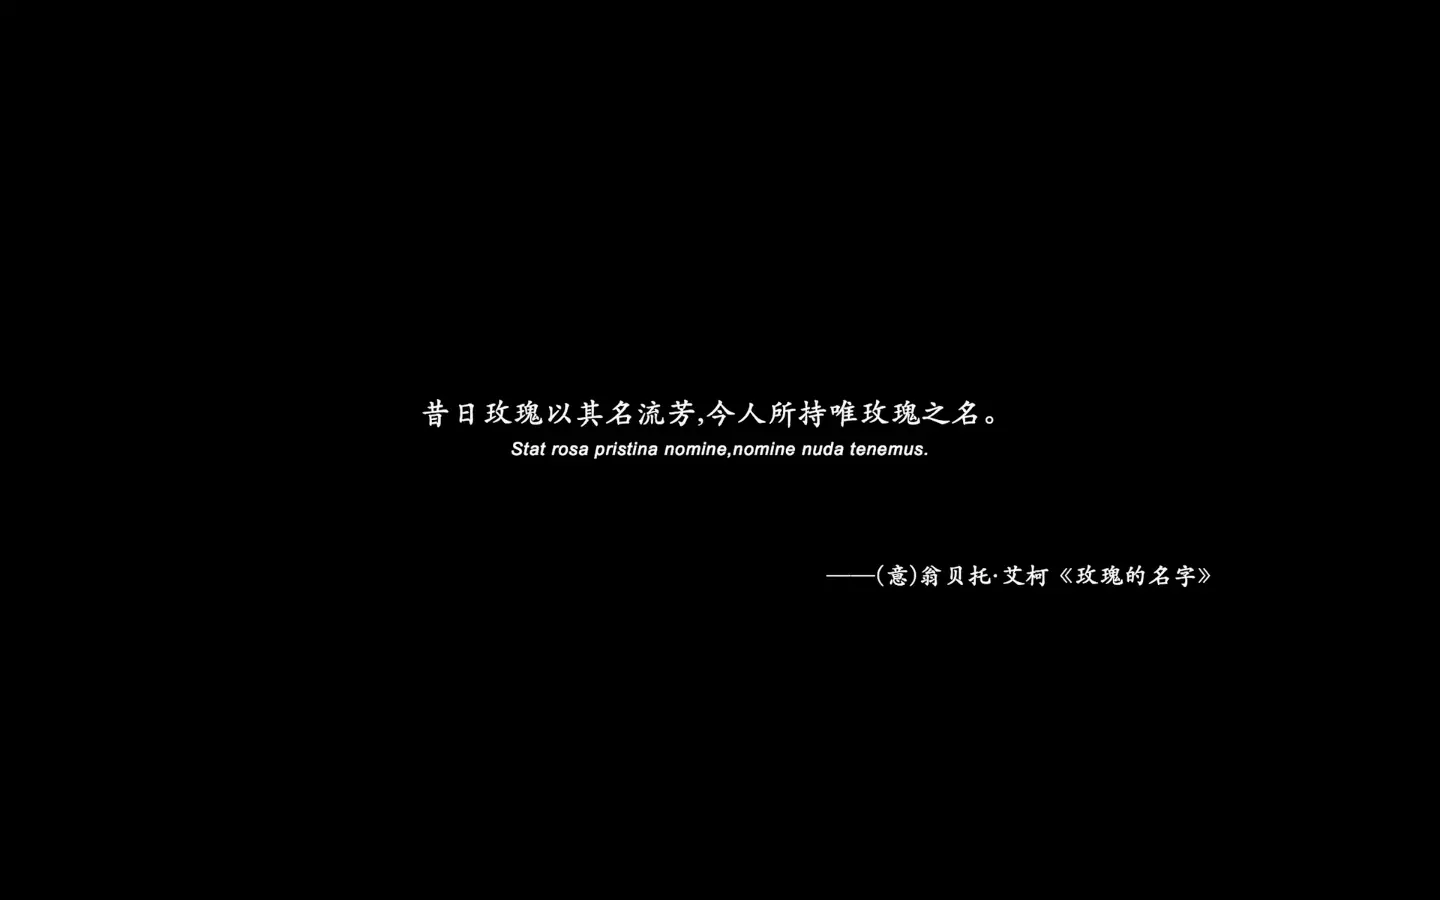 昔日玫瑰以其名流芳,今人所持唯玫瑰之名。
Stat rosa pristina nomine,nomine nuda tenemus.
——(意)翁贝托·艾柯《玫瑰的名字》